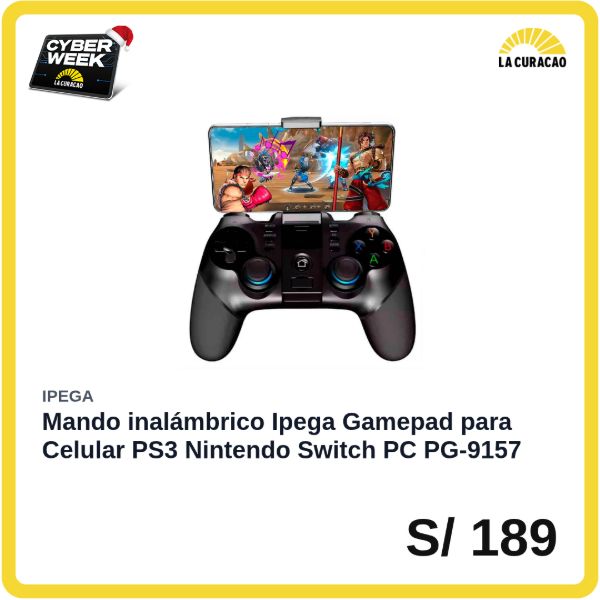 CYBER
WEEK
LA CURACAO
LA CURACAO
Y
X
B
A
IPEGA
Mando inalámbrico Ipega Gamepad para
Celular PS3 Nintendo Switch PC PG-9157
S/ 189